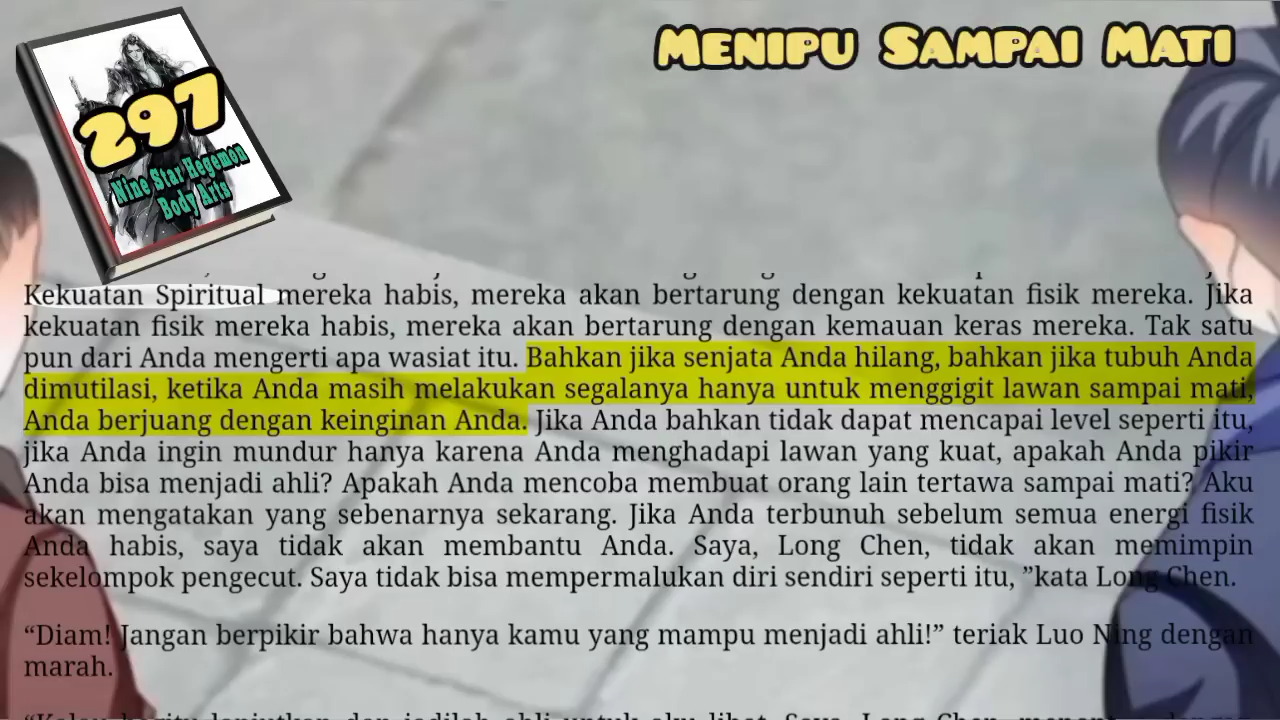 Menipu Sampai Mati
297
Nine Star Hegemon
Body Arts
Kekuatan Spiritual mereka habis, mereka akan bertarung dengan kekuatan fisik mereka. Jika
kekuatan fisik mereka habis, mereka akan bertarung dengan kemauan keras mereka. Tak satu
pun dari Anda mengerti apa wasiat itu. Bahkan jika senjata Anda hilang, bahkan jika tubuh Anda
dimutilasi, ketika Anda masih melakukan segalanya hanya untuk menggigit lawan sampai mati,
Anda berjuang dengan keinginan Anda. Jika Anda bahkan tidak dapat mencapai level seperti itu,
jika Anda ingin mundur hanya karena Anda menghadapi lawan yang kuat, apakah Anda pikir
Anda bisa menjadi ahli? Apakah Anda mencoba membuat orang lain tertawa sampai mati? Aku
akan mengatakan yang sebenarnya sekarang. Jika Anda terbunuh sebelum semua energi fisik
Anda habis, saya tidak akan membantu Anda. Saya, Long Chen, tidak akan memimpin
sekelompok pengecut. Saya tidak bisa mempermalukan diri sendiri seperti itu, ”kata Long Chen.
“Diam! Jangan berpikir bahwa hanya kamu yang mampu menjadi ahli!” teriak Luo Ning dengan
marah.